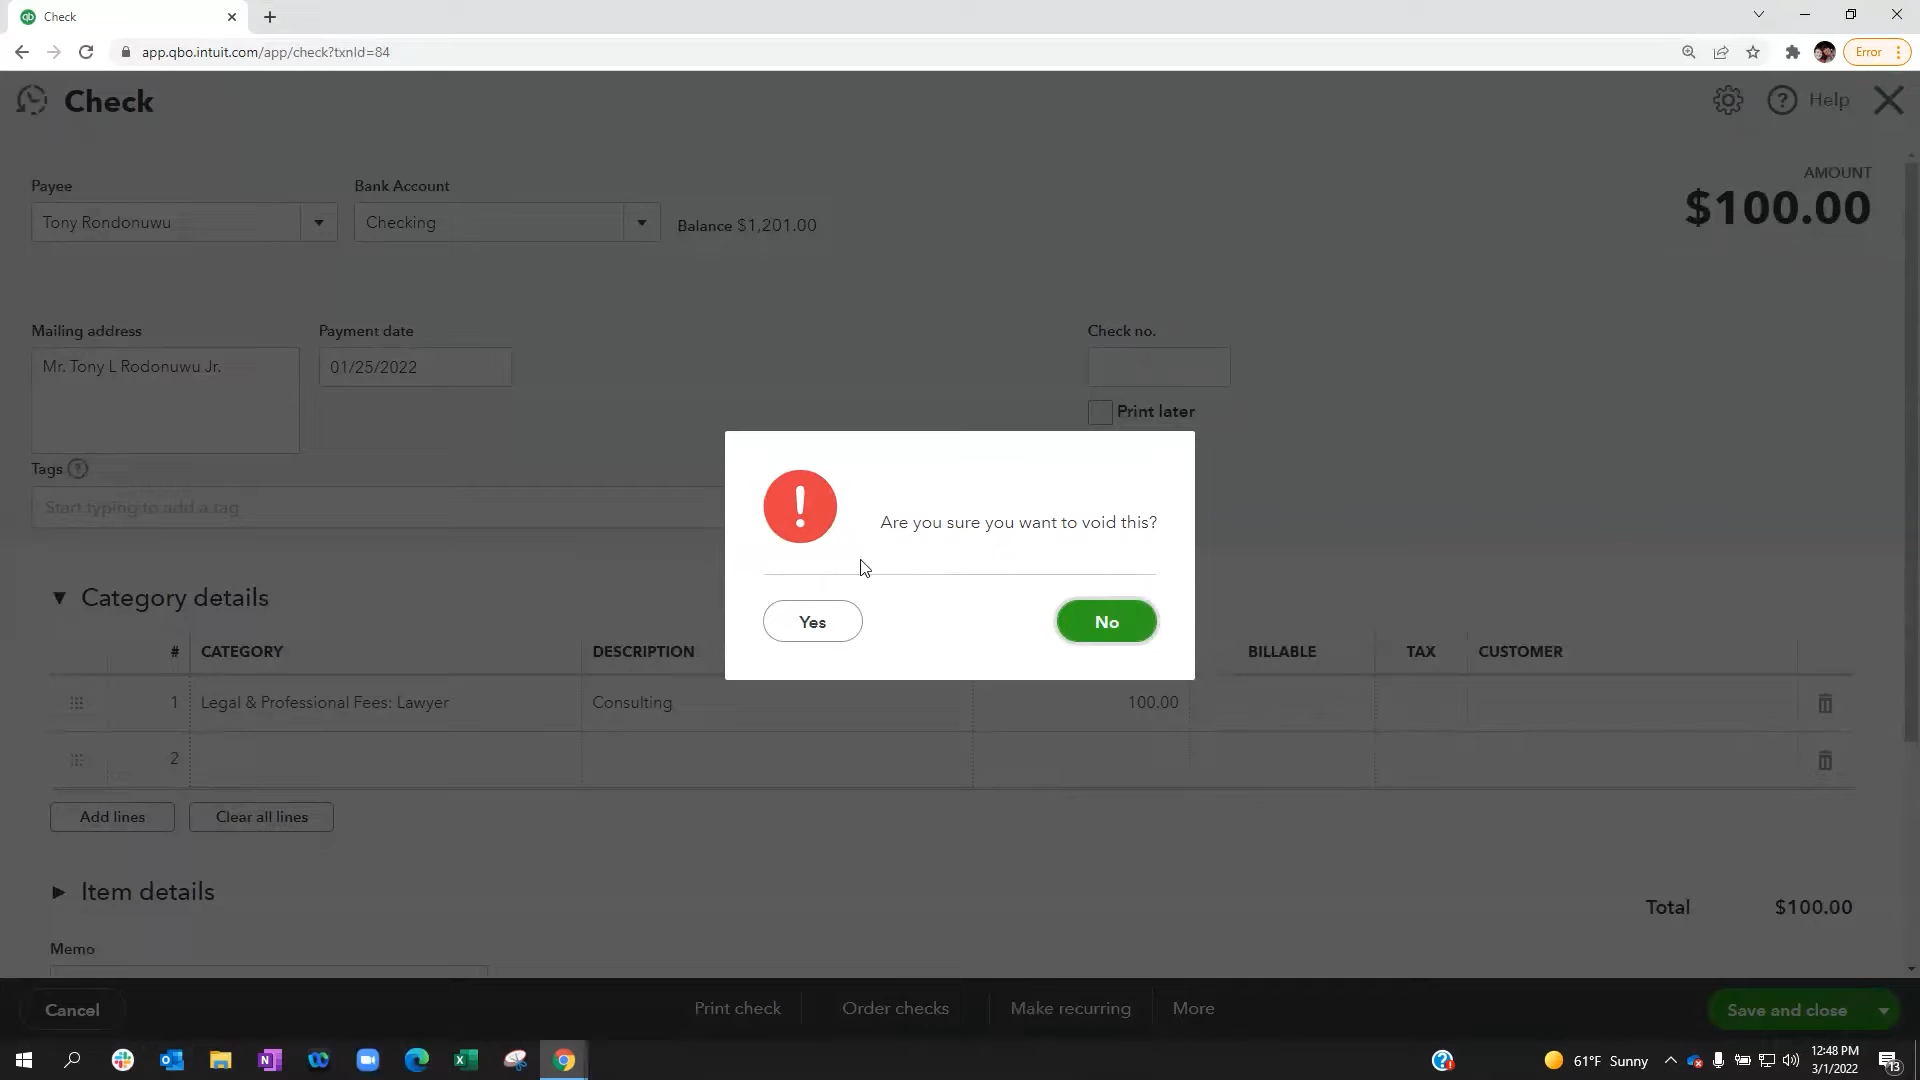 Check
app.qbo.intuit.com/app/check?txnId=84
Error
Check
Help
Payee
Bank Account
AMOUNT
Tony Rondonuwu
Checking
Balance $1,201.00
$100.00
Mailing address
Payment date
Check no.
Mr. Tony L Rodonuwu Jr.
01/25/2022
Print later
Tags ?
Start typing to add a tag
!
Are you sure you want to void this?
Yes
No
Category details
# CATEGORY DESCRIPTION BILLABLE TAX CUSTOMER
1 Legal & Professional Fees: Lawyer Consulting 100.00
2
Add lines
Clear all lines
Item details
Total $100.00
Memo
Cancel
Print check
Order checks
Make recurring
More
Save and close
61°F Sunny
12:48 PM
3/1/2022
13